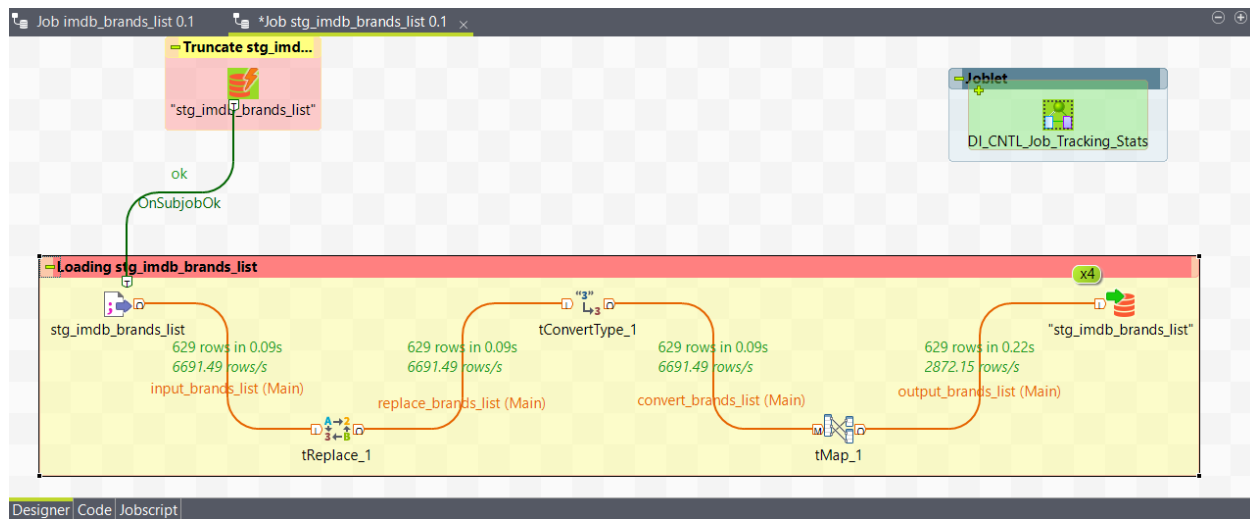 Job imdb_brands_list 0.1
*Job stg_imdb_brands_list 0.1
Truncate stg_imd...
"stg_imdb_brands_list"
Joblet
DI_CNTL_Job_Tracking_Stats
ok
OnSubjobOk
Loading stg_imdb_brands_list
x4
stg_imdb_brands_list
629 rows in 0.09s
6691.49 rows/s
input_brands_list (Main)
tReplace_1
629 rows in 0.09s
6691.49 rows/s
replace_brands_list (Main)
"3"
3
tConvertType_1
629 rows in 0.09s
6691.49 rows/s
convert_brands_list (Main)
tMap_1
629 rows in 0.22s
2872.15 rows/s
output_brands_list (Main)
"stg_imdb_brands_list"
Designer
Code
Jobscript